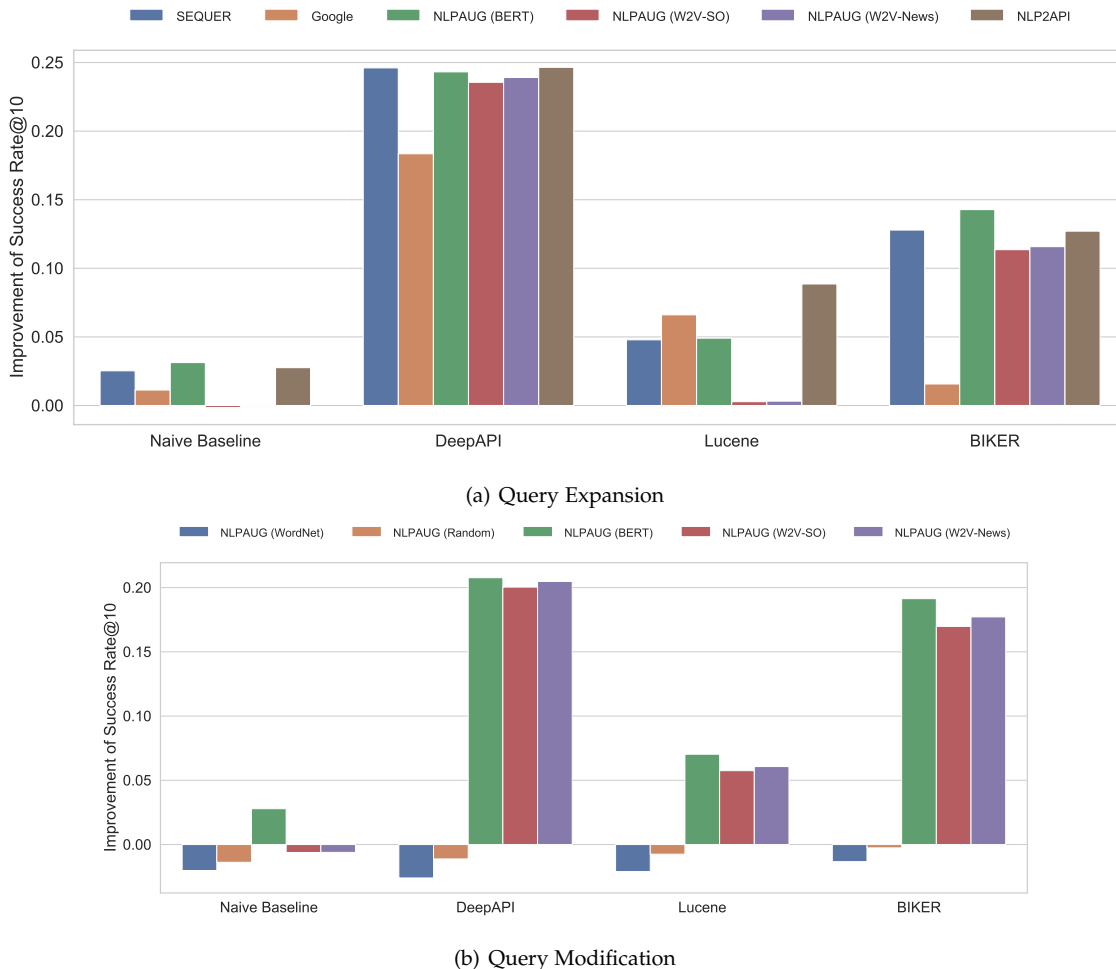 SEQUER Google NLPAUG (BERT) NLPAUG (W2V-SO) NLPAUG (W2V-News) NLP2API
Improvement of Success Rate@10
0.25
0.20
0.15
0.10
0.05
0.00
Naive Baseline DeepAPI Lucene BIKER
(a) Query Expansion
NLPAUG (WordNet) NLPAUG (Random) NLPAUG (BERT) NLPAUG (W2V-SO) NLPAUG (W2V-News)
Improvement of Success Rate@10
0.20
0.15
0.10
0.05
0.00
Naive Baseline DeepAPI Lucene BIKER
(b) Query Modification